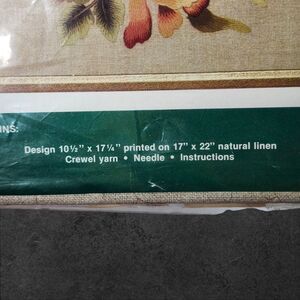 INS:
Design 10½" x 17¼" printed on 17" x 22" natural linen
Crewel yarn • Needle • Instructions